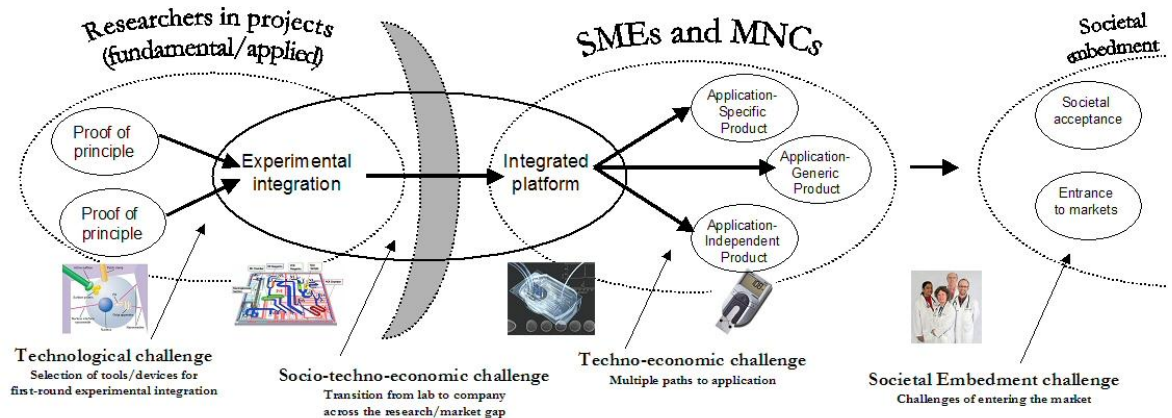 Researchers in projects
(fundamental/applied)
SMEs and MNCs
Societal
embedment
Proof of
principle
Proof of
principle
Experimental
integration
Integrated
platform
Application-
Specific
Product
Application-
Generic
Product
Application-
Independent
Product
Societal
acceptance
Entrance
to markets
Technological challenge
Selection of tools/devices for
first-round experimental integration
Socio-techno-economic challenge
Transition from lab to company
across the research/market gap
Techno-economic challenge
Multiple paths to application
Societal Embedment challenge
Challenges of entering the market